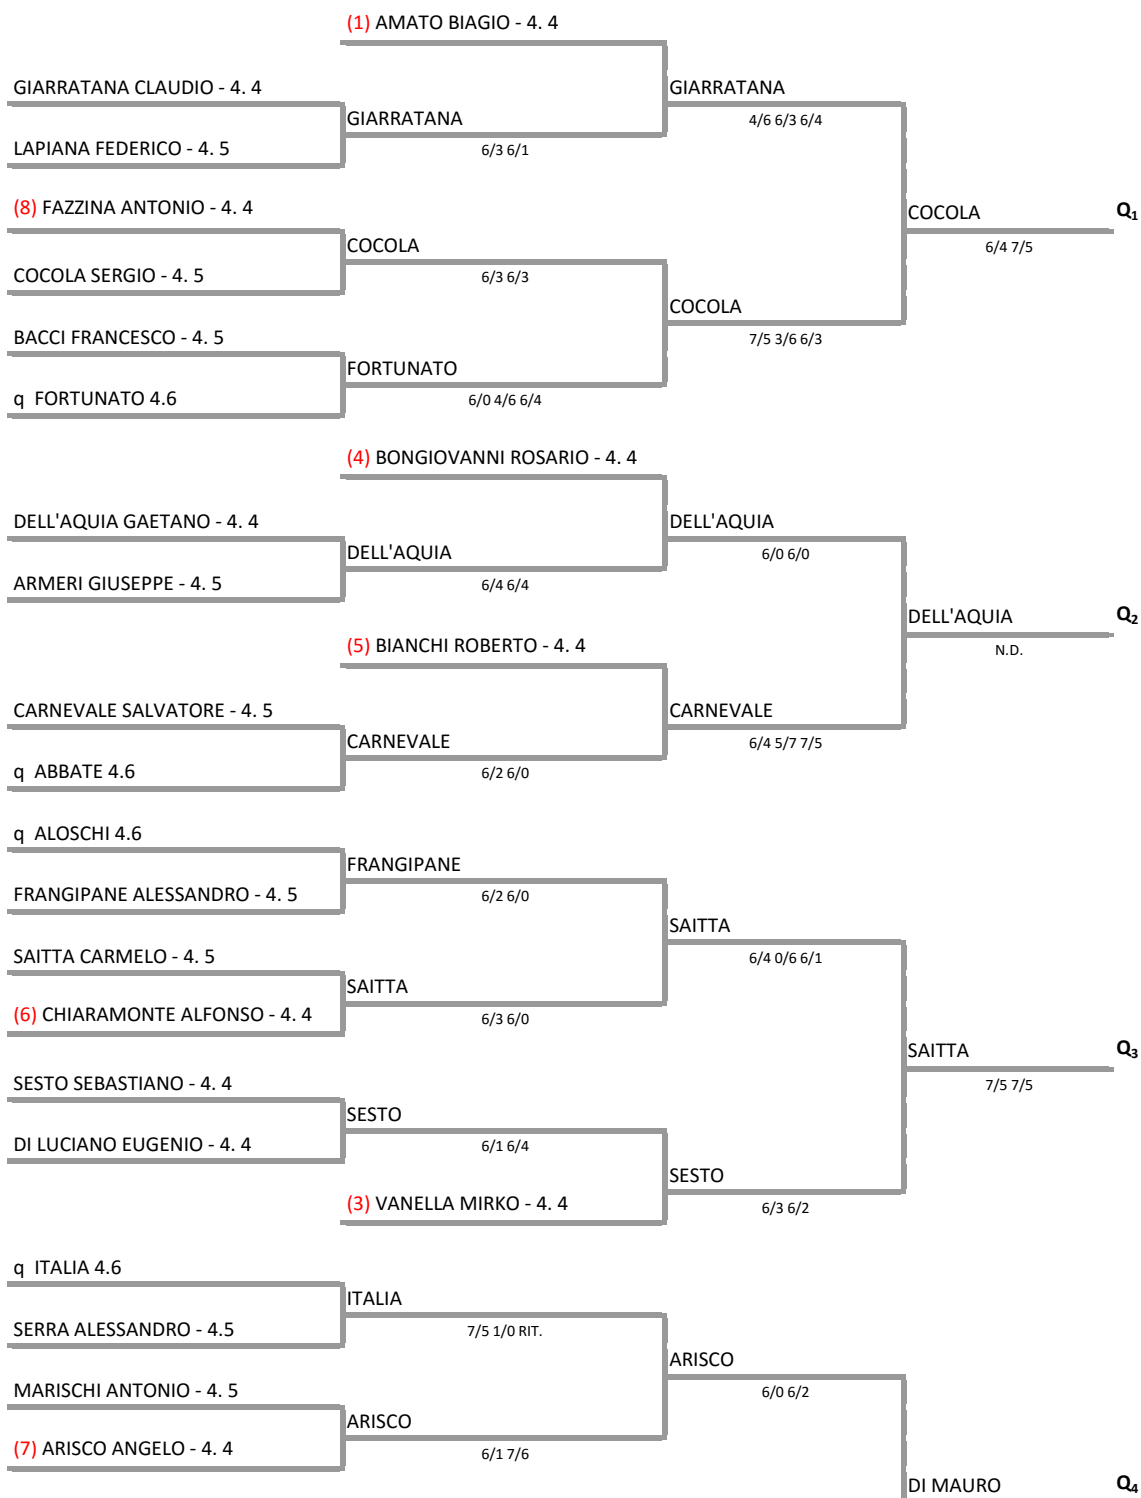 (1) AMATO BIAGIO - 4. 4
GIARRATANA CLAUDIO - 4. 4
GIARRATANA
GIARRATANA
4/6 6/3 6/4
LAPIANA FEDERICO - 4. 5
6/3 6/1
(8) FAZZINA ANTONIO - 4. 4
COCOLA
Q1
COCOLA
6/4 7/5
COCOLA SERGIO - 4. 5
6/3 6/3
COCOLA
BACCI FRANCESCO - 4. 5
7/5 3/6 6/3
FORTUNATO
q FORTUNATO 4.6
6/0 4/6 6/4
(4) BONGIOVANNI ROSARIO - 4. 4
DELL'AQUIA GAETANO - 4. 4
DELL'AQUIA
DELL'AQUIA
6/0 6/0
ARMERI GIUSEPPE - 4. 5
6/4 6/4
DELL'AQUIA
Q2
(5) BIANCHI ROBERTO - 4. 4
N.D.
CARNEVALE SALVATORE - 4. 5
CARNEVALE
CARNEVALE
6/4 5/7 7/5
q ABBATE 4.6
6/2 6/0
q ALOSCHI 4.6
FRANGIPANE
FRANGIPANE ALESSANDRO - 4. 5
6/2 6/0
SAITTA
SAITTA CARMELO - 4. 5
6/4 0/6 6/1
SAITTA
(6) CHIARAMONTE ALFONSO - 4. 4
6/3 6/0
SAITTA
Q3
SESTO SEBASTIANO - 4. 4
7/5 7/5
SESTO
DI LUCIANO EUGENIO - 4. 4
6/1 6/4
SESTO
(3) VANELLA MIRKO - 4. 4
6/3 6/2
q ITALIA 4.6
ITALIA
SERRA ALESSANDRO - 4.5
7/5 1/0 RIT.
ARISCO
MARISCHI ANTONIO - 4. 5
6/0 6/2
ARISCO
(7) ARISCO ANGELO - 4. 4
6/1 7/6
DI MAURO
Q4